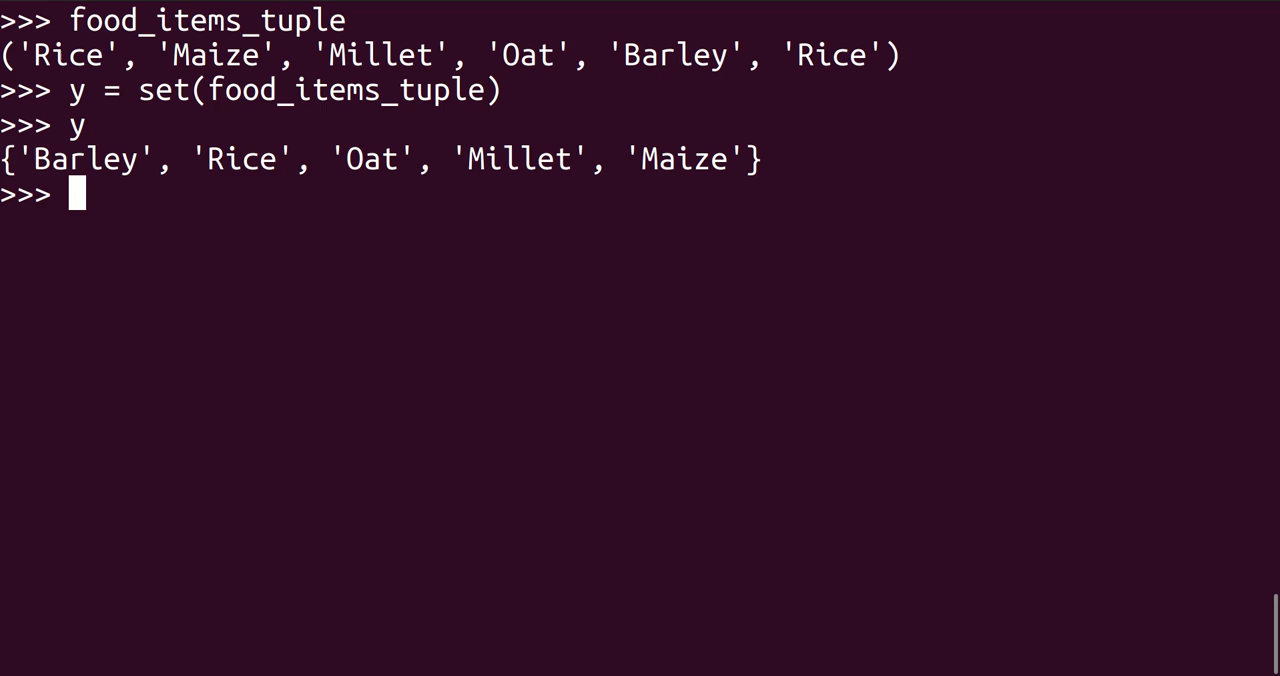 >>> food_items_tuple
('Rice', 'Maize', 'Millet', 'Oat', 'Barley', 'Rice')
>>> y = set(food_items_tuple)
>>> y
{'Barley', 'Rice', 'Oat', 'Millet', 'Maize'}
>>>